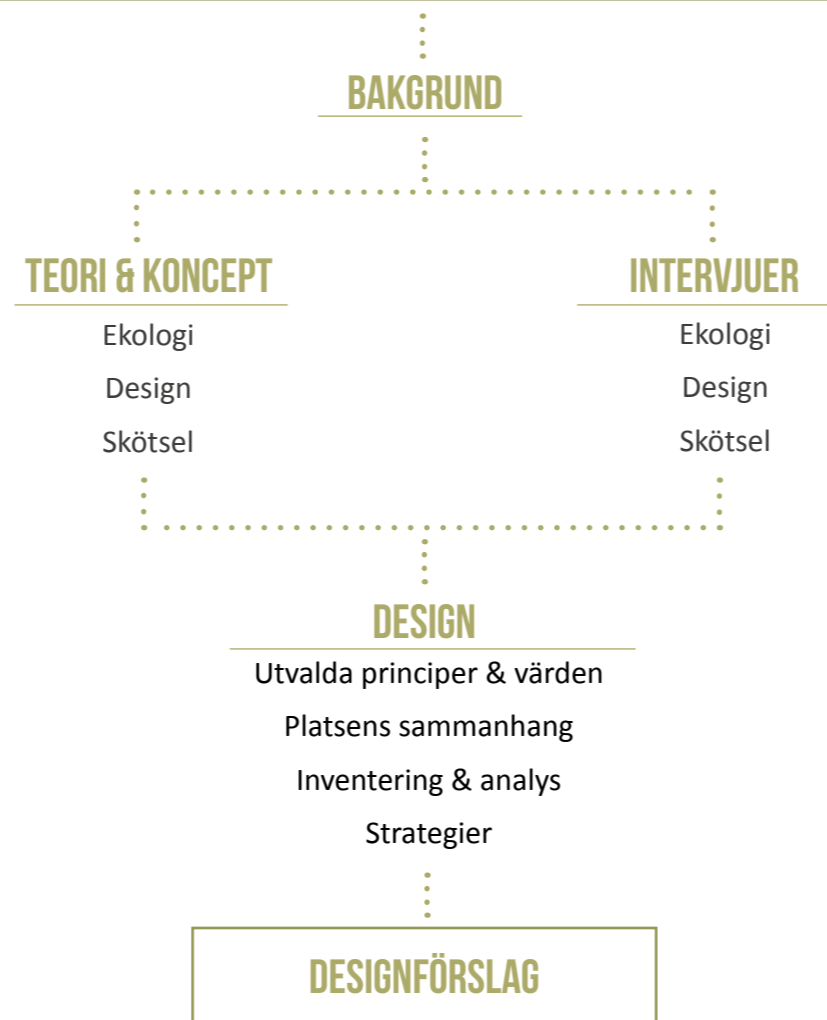 BAKGRUND
TEORI & KONCEPT
Ekologi
Design
Skötsel
INTERVJUER
Ekologi
Design
Skötsel
DESIGN
Utvalda principer & värden
Platsens sammanhang
Inventering & analys
Strategier
DESIGNFÖRSLAG